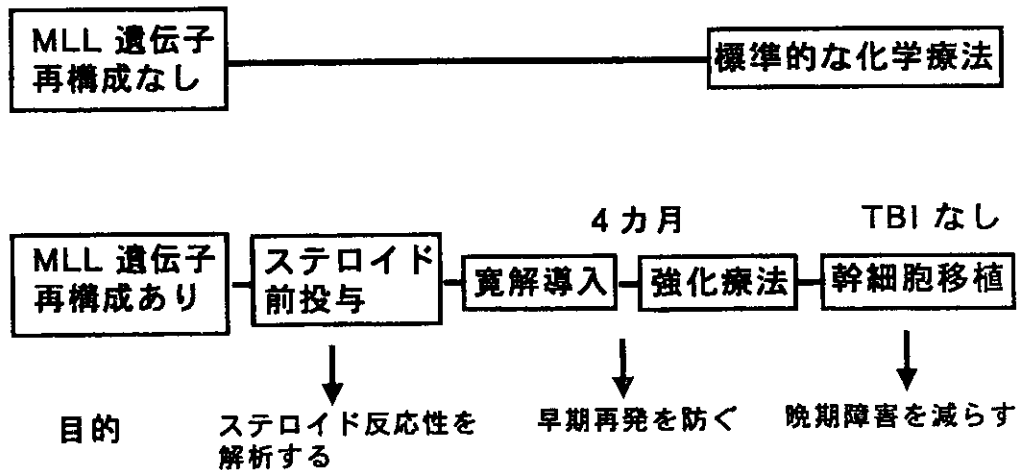 MLL 遺伝子
再構成なし
標準的な化学療法
4 カ月
TBI なし
MLL 遺伝子
再構成あり
ステロイド
前投与
寛解導入
強化療法
幹細胞移植
目的
ステロイド反応性を
解析する
早期再発を防ぐ
晩期障害を減らす